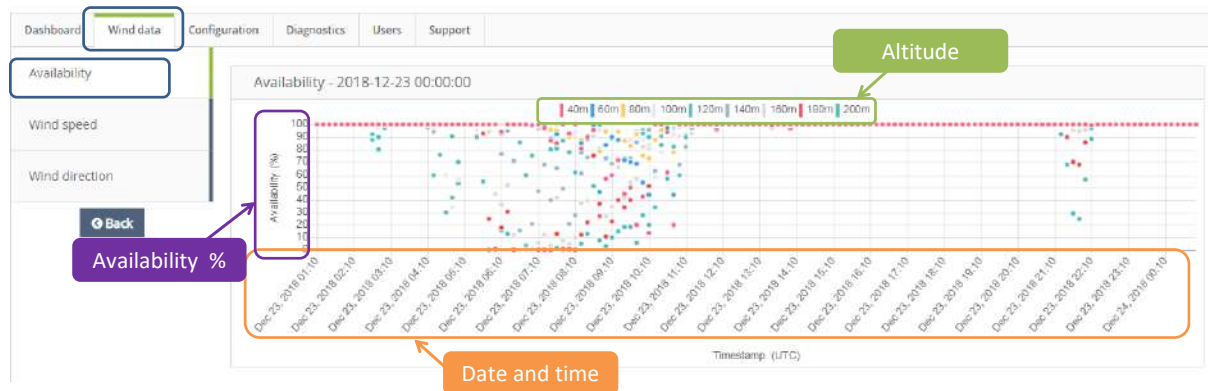 Dashboard Wind data Configuration Diagnostics Users Support
Altitude
Availability
Availability - 2018-12-23 00:00:00
40m 60m 80m 100m 120m 140m 160m 180m 200m
Wind speed
Wind direction
Back
Availability (%)
100
90
80
70
60
50
40
30
20
10
Availability %
Dec 23, 2018 01:10
Dec 23, 2018 02:10
Dec 23, 2018 03:10
Dec 23, 2018 04:10
Dec 23, 2018 05:10
Dec 23, 2018 06:10
Dec 23, 2018 07:10
Dec 23, 2018 08:10
Dec 23, 2018 09:10
Dec 23, 2018 10:10
Dec 23, 2018 11:10
Dec 23, 2018 12:10
Dec 23, 2018 13:10
Dec 23, 2018 14:10
Dec 23, 2018 15:10
Dec 23, 2018 16:10
Dec 23, 2018 17:10
Dec 23, 2018 18:10
Dec 23, 2018 19:10
Dec 23, 2018 20:10
Dec 23, 2018 21:10
Dec 23, 2018 22:10
Dec 23, 2018 23:10
Dec 24, 2018 00:10
Timestamp (UTC)
Date and time